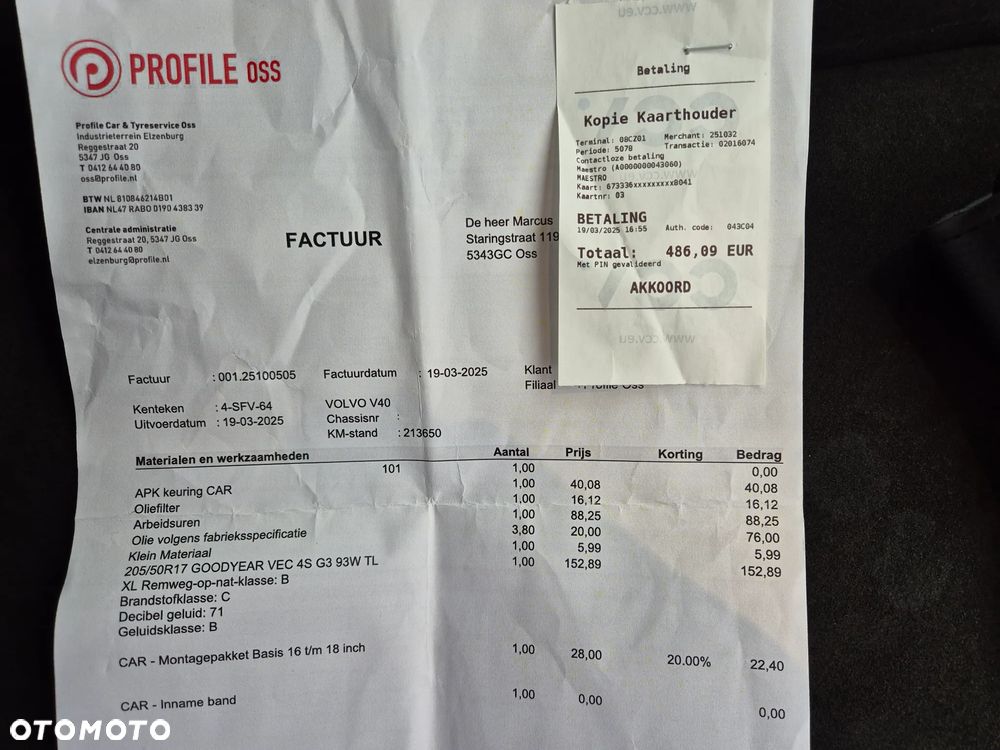 PROFILE OSS
Profile Car & Tyreservice Oss
Industrieterrein Elzenburg
Reggestraat 20
5347 JG Oss
T 0412 64 40 80
oss@profile.nl
BTW NL 810846214B01
IBAN NL47 RABO 0190 4383 39
Centrale administratie
Reggestraat 20, 5347 JG Oss
T 0412 64 40 80
elzenburg@profile.nl
FACTUUR
De heer Marcus
Staringstraat 119
5343GC Oss
www.ccv.eu
Betaling
Kopie Kaarthouder
Terminal: 08CZ01 Merchant: 251032
Periode: 5078 Transactie: 02016074
Contactloze betaling
Maestro (A0000000043060)
MAESTRO
Kaart: 673336xxxxxxxxx8041
Kaartnr: 03
BETALING
19/03/2025 16:55 Auth. code: 043C04
Totaal: 486,09 EUR
Met PIN gevalideerd
AKKOORD
www.ccv.eu
Factuur : 001.25100505 Factuurdatum : 19-03-2025 Klant
Filiaal : Profile Oss
Kenteken : 4-SFV-64 VOLVO V40
Uitvoerdatum : 19-03-2025 Chassisnr :
KM-stand : 213650
Materialen en werkzaamheden Aantal Prijs Korting Bedrag
101 1,00 0,00
APK keuring CAR 1,00 40,08 40,08
Oliefilter 1,00 16,12 16,12
Arbeidsuren 1,00 88,25 88,25
Olie volgens fabrieksspecificatie 3,80 20,00 76,00
Klein Materiaal 1,00 5,99 5,99
205/50R17 GOODYEAR VEC 4S G3 93W TL 1,00 152,89 152,89
XL Remweg-op-nat-klasse: B
Brandstofklasse: C
Decibel geluid: 71
Geluidsklasse: B
CAR - Montagepakket Basis 16 t/m 18 inch 1,00 28,00 20.00% 22,40
CAR - Inname band 1,00 0,00 0,00
OTOMOTO